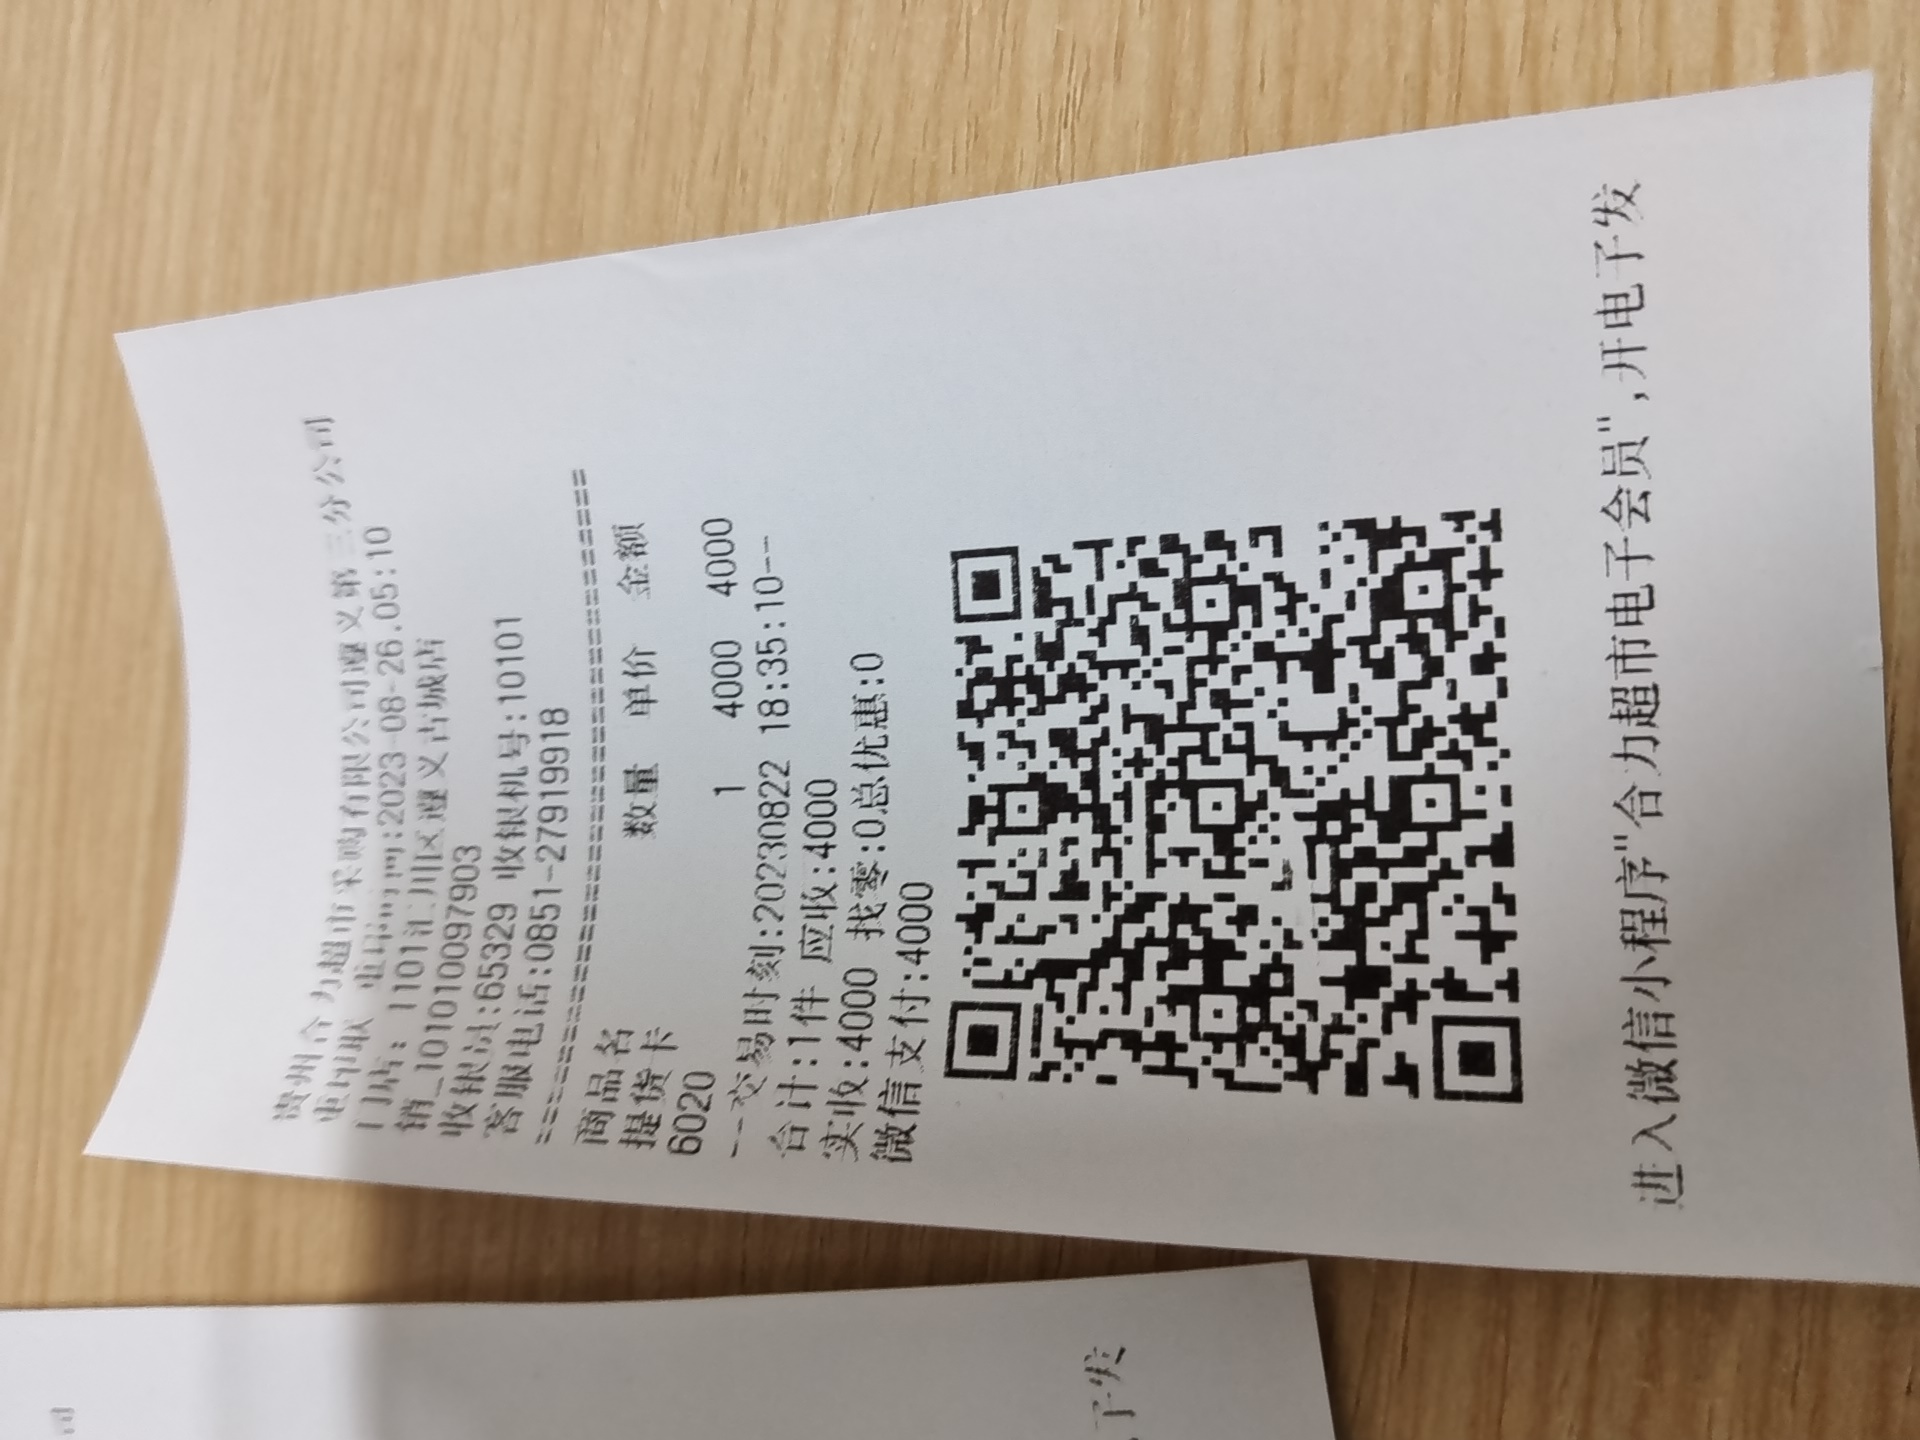 贵州合力超市采购有限公司遵义第三分公司
重印联 重印时间:2023-08-26.05:10
门店: 1101汇川区遵义古城店
销_101010097903
收银员:65329 收银机号:10101
客服电话:0851-27919918
商品名 数量 单价 金额
提货卡
6020 1 4000 4000
--交易时刻:20230822 18:35:10--
合计:1件 应收:4000
实收:4000 找零:0总优惠:0
微信支付:4000
进入微信小程序"合力超市电子会员",开电子发
司
子发